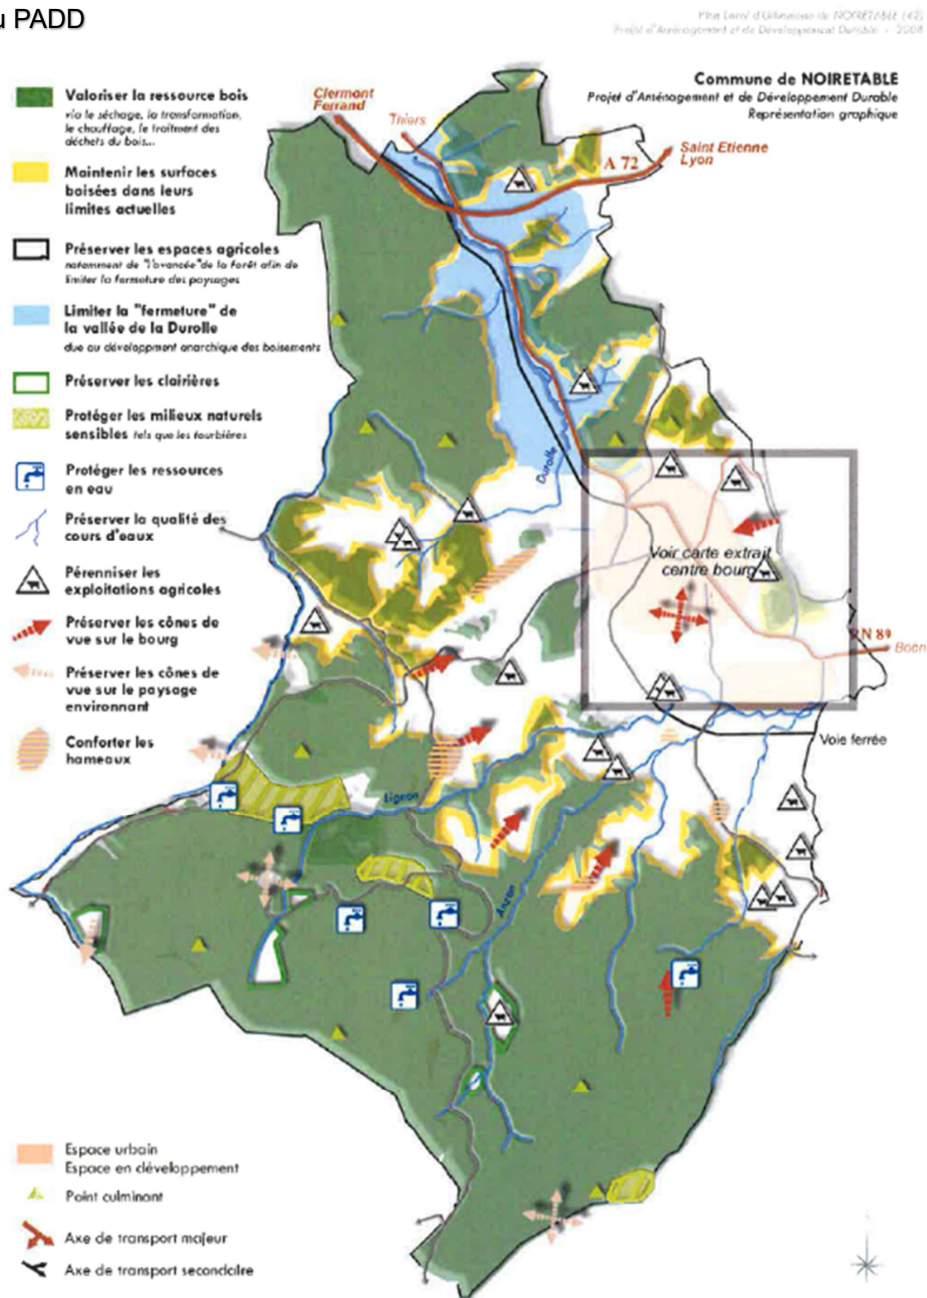 u PADD
Plan Local d'Urbanisme de NOIRETABLE (42)
Projet d'Aménagement et de Développement Durable - 2008
Commune de NOIRETABLE
Projet d'Aménagement et de Développement Durable
Représentation graphique
Valoriser la ressource bois
via le séchage, la transformation,
le chauffage, le traitment des
déchets du bois...
Maintenir les surfaces
boisées dans leurs
limites actuelles
Préserver les espaces agricoles
notamment de "l'avancée"de la forêt afin de
limiter la fermeture des paysages
Limiter la "fermeture" de
la vallée de la Durolle
due au développment anarchique des boisements
Préserver les clairières
Protéger les milieux naturels
sensibles tels que les tourbières
Protéger les ressources
en eau
Préserver la qualité des
cours d'eaux
Pérenniser les
exploitations agricoles
Préserver les cônes de
vue sur le bourg
Préserver les cônes de
vue sur le paysage
environnant
Conforter les
hameaux
Clermont
Ferrand
Thiers
A 72
Saint Etienne
Lyon
Durolle
Voir carte extrait
centre bourg
RN 89
Boën
Voie ferrée
Lignon
Anzon
Espace urbain
Espace en développement
Point culminant
Axe de transport majeur
Axe de transport secondaire